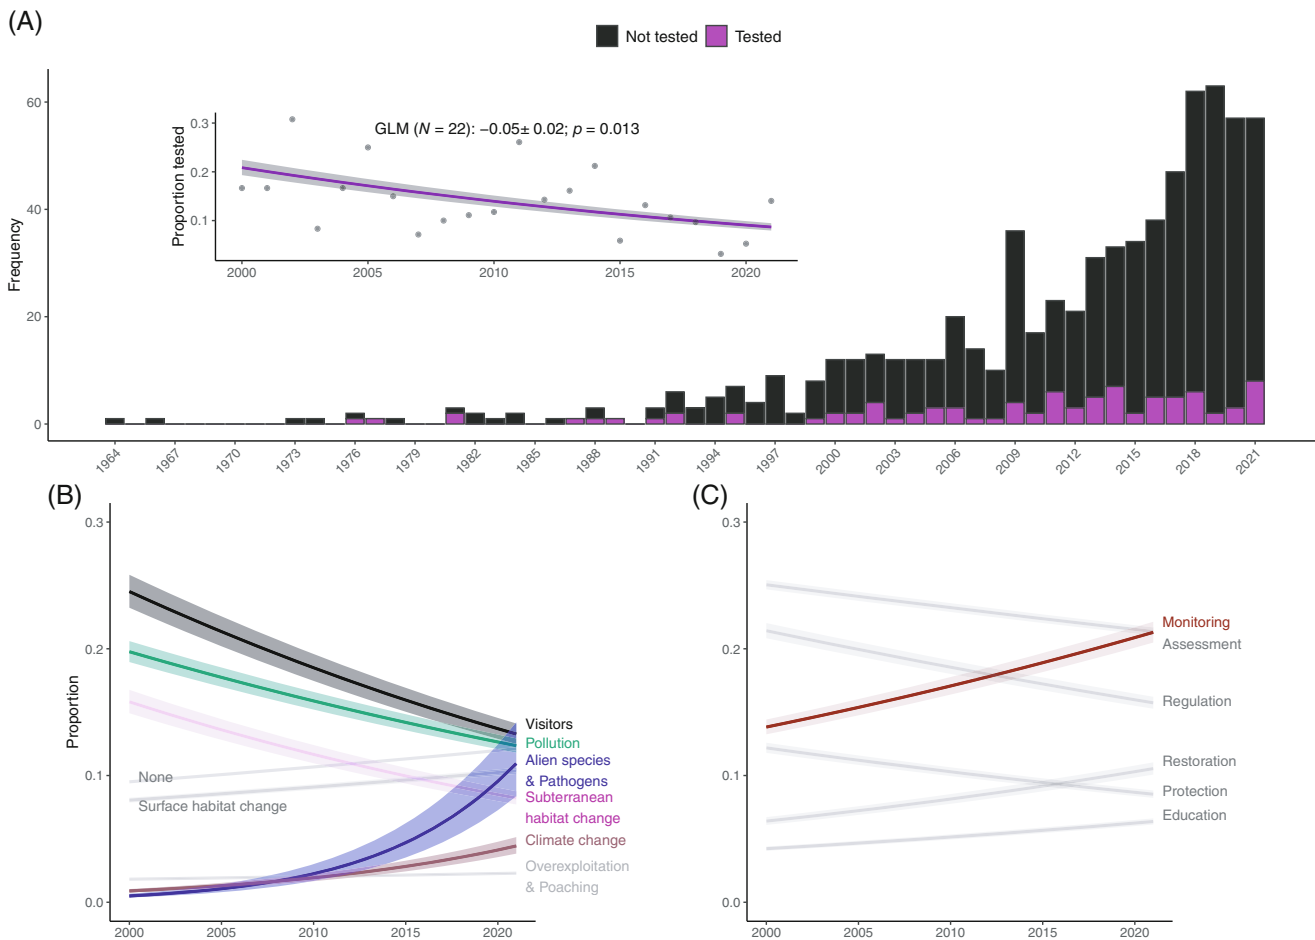 (A)
Not tested Tested
Frequency
60
40
20
0
Proportion tested
0.3
0.2
0.1
GLM (N = 22): −0.05± 0.02; p = 0.013
2000 2005 2010 2015 2020
1964 1967 1970 1973 1976 1979 1982 1985 1988 1991 1994 1997 2000 2003 2006 2009 2012 2015 2018 2021
(B)
Proportion
0.3
0.2
0.1
0.0
None
Surface habitat change
Visitors
Pollution
Alien species
& Pathogens
Subterranean
habitat change
Climate change
Overexploitation
& Poaching
2000 2005 2010 2015 2020
(C)
0.3
0.2
0.1
0.0
Monitoring
Assessment
Regulation
Restoration
Protection
Education
2000 2005 2010 2015 2020